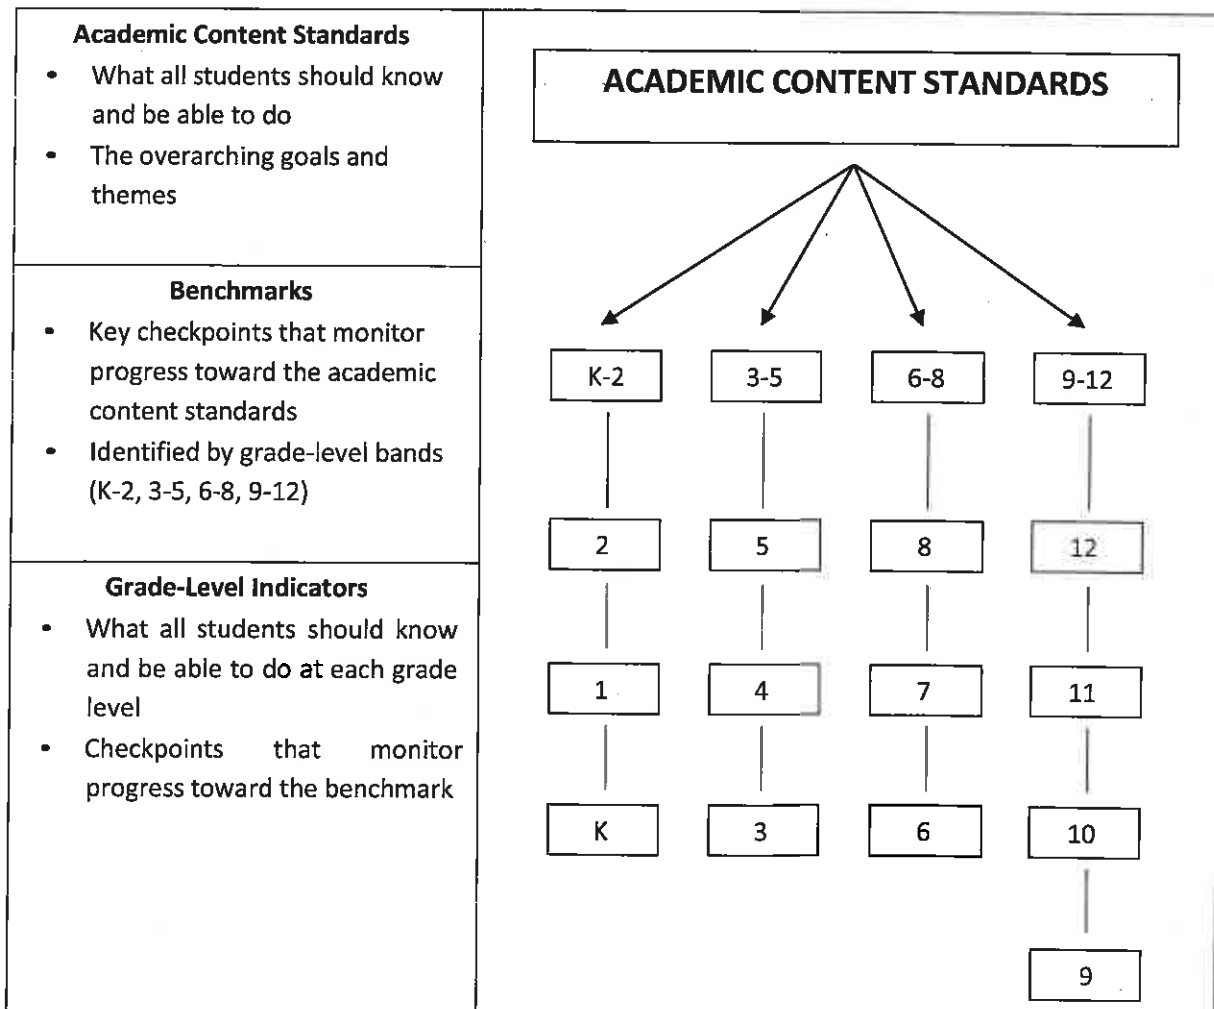 Academic Content Standards
• What all students should know
and be able to do
• The overarching goals and
themes
Benchmarks
• Key checkpoints that monitor
progress toward the academic
content standards
• Identified by grade-level bands
(K-2, 3-5, 6-8, 9-12)
Grade-Level Indicators
• What all students should know
and be able to do at each grade
level
• Checkpoints that monitor
progress toward the benchmark
ACADEMIC CONTENT STANDARDS
K-2 3-5 6-8 9-12
2 5 8 12
1 4 7 11
K 3 6 10
9